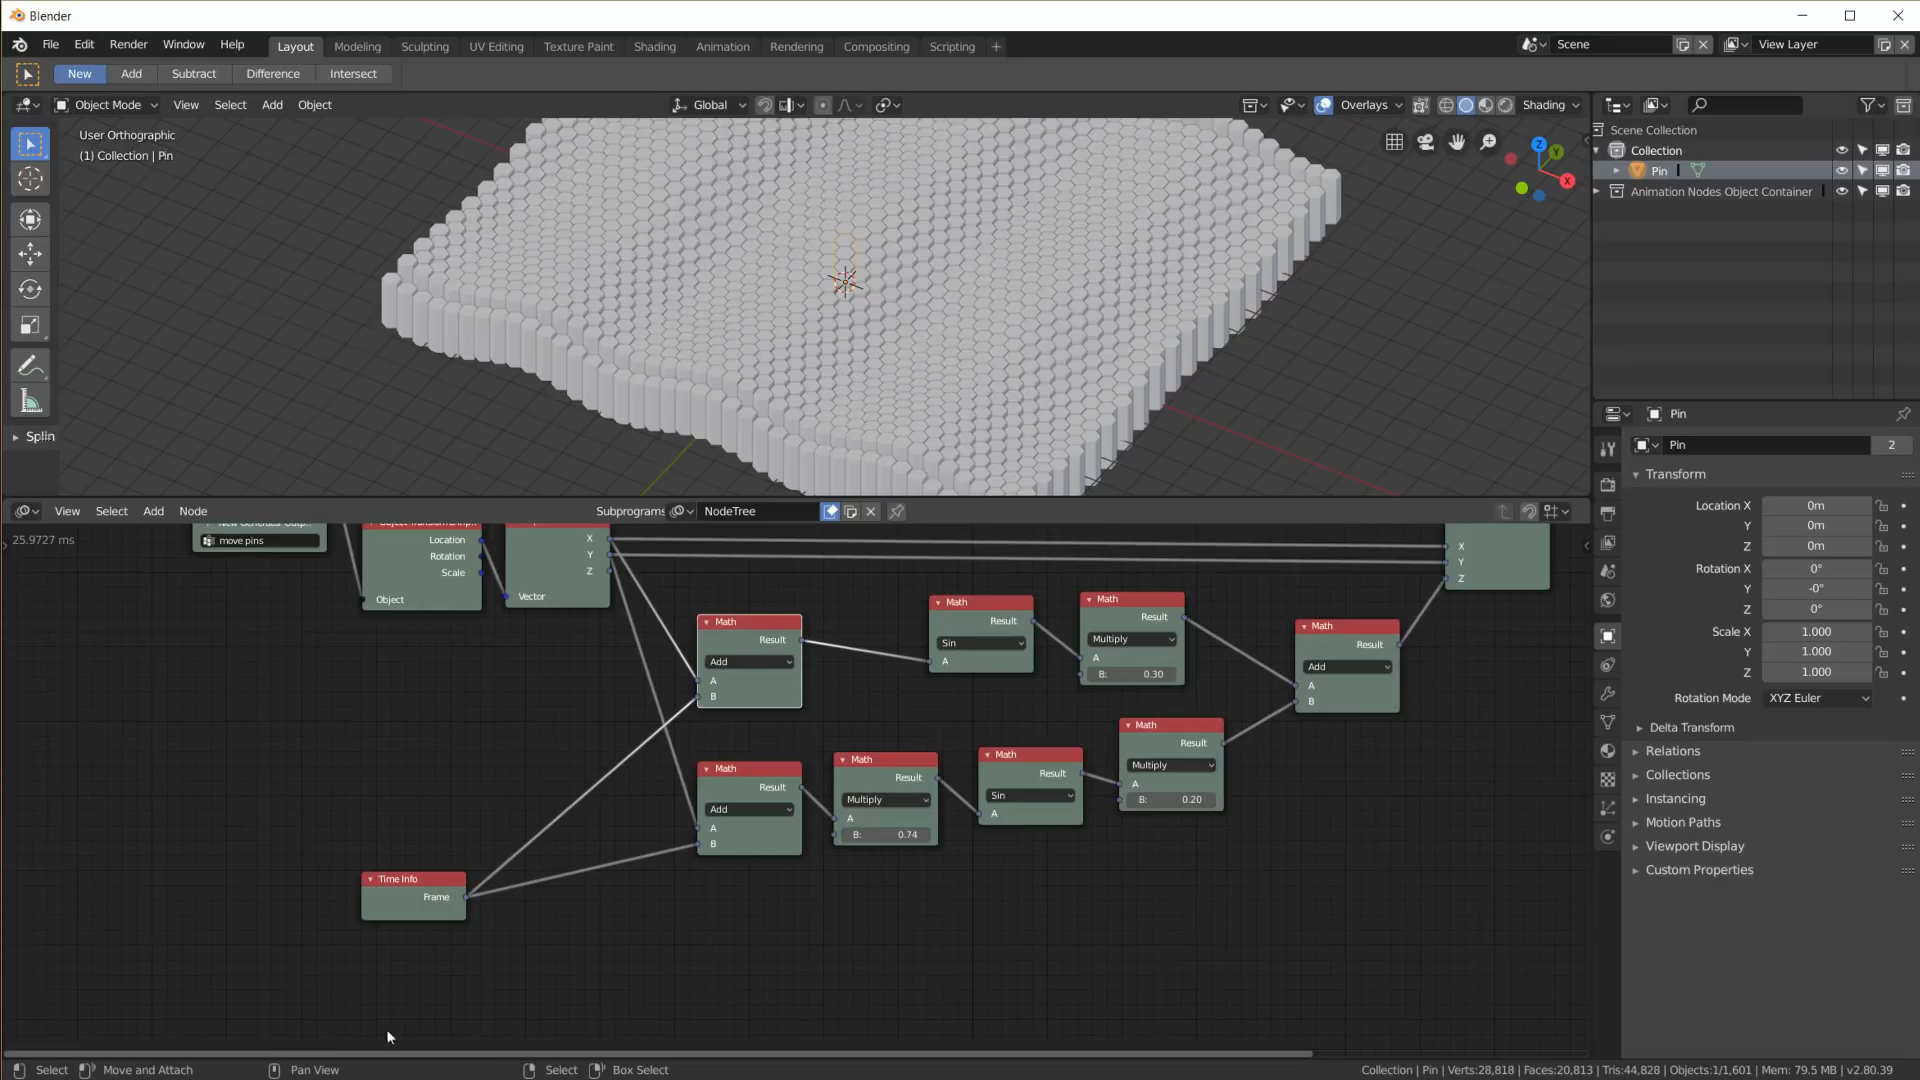 Blender
File Edit Render Window Help Layout Modeling Sculpting UV Editing Texture Paint Shading Animation Rendering Compositing Scripting + Scene View Layer
New Add Subtract Difference Intersect
Object Mode View Select Add Object Global Overlays Shading
User Orthographic
(1) Collection | Pin
Z
Y
X
Splin
Scene Collection
Collection
Pin
Animation Nodes Object Container
Pin
Pin 2
Transform
Location X 0m
Y 0m
Z 0m
Rotation X 0°
Y -0°
Z 0°
Scale X 1.000
Y 1.000
Z 1.000
Rotation Mode XYZ Euler
Delta Transform
Relations
Collections
Instancing
Motion Paths
Viewport Display
Custom Properties
View Select Add Node Subprograms NodeTree
25.9727 ms
move pins
Location
Rotation
Scale
Object
X
Y
Z
Vector
X
Y
Z
Math
Result
Add
A
B
Math
Result
Sin
A
Math
Result
Multiply
A
B: 0.30
Math
Result
Add
A
B
Math
Result
Add
A
B
Math
Result
Multiply
A
B: 0.74
Math
Result
Sin
A
Math
Result
Multiply
A
B: 0.20
Time Info
Frame
Select Move and Attach Pan View Select Box Select Collection | Pin | Verts:28,818 | Faces:20,813 | Tris:44,828 | Objects:1/1,601 | Mem: 79.5 MB | v2.80.39